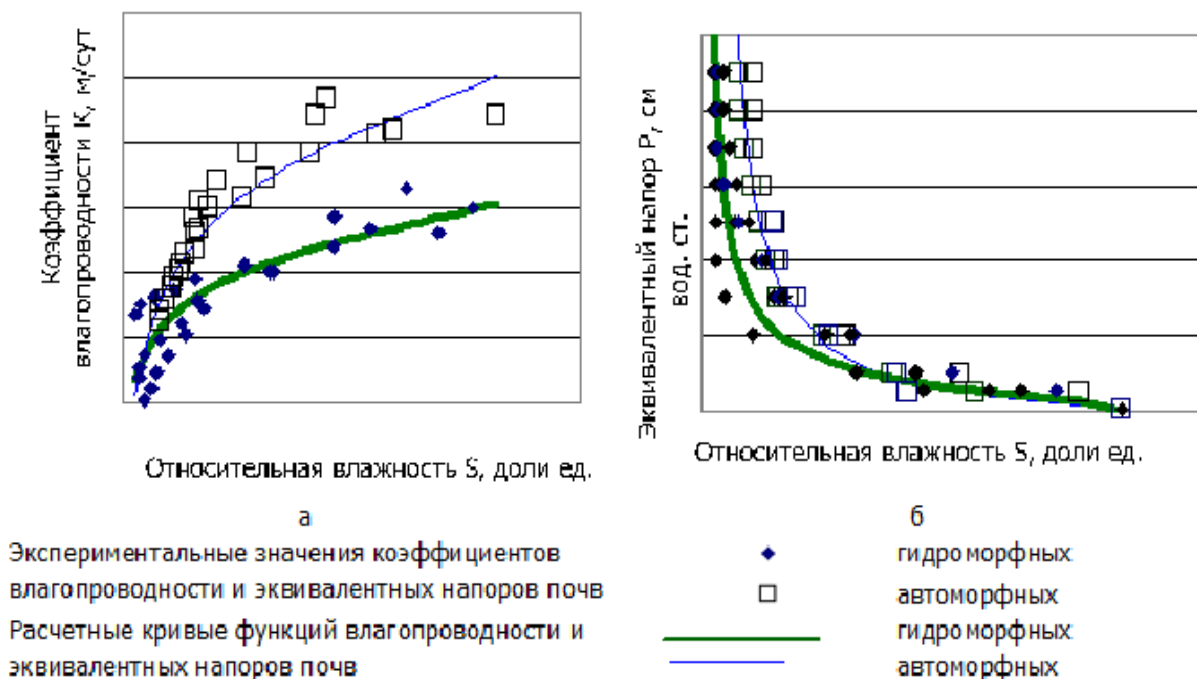 Коэффициент
влагопроводности К, м/сут
Эквивалентный напор Р, см
вод. ст.
Относительная влажность S, доли ед.
Относительная влажность S, доли ед.
а
б
Экспериментальные значения коэффициентов
влагопроводности и эквивалентных напоров почв
гидроморфных
автоморфных
Расчетные кривые функций влагопроводности и
эквивалентных напоров почв
гидроморфных
автоморфных